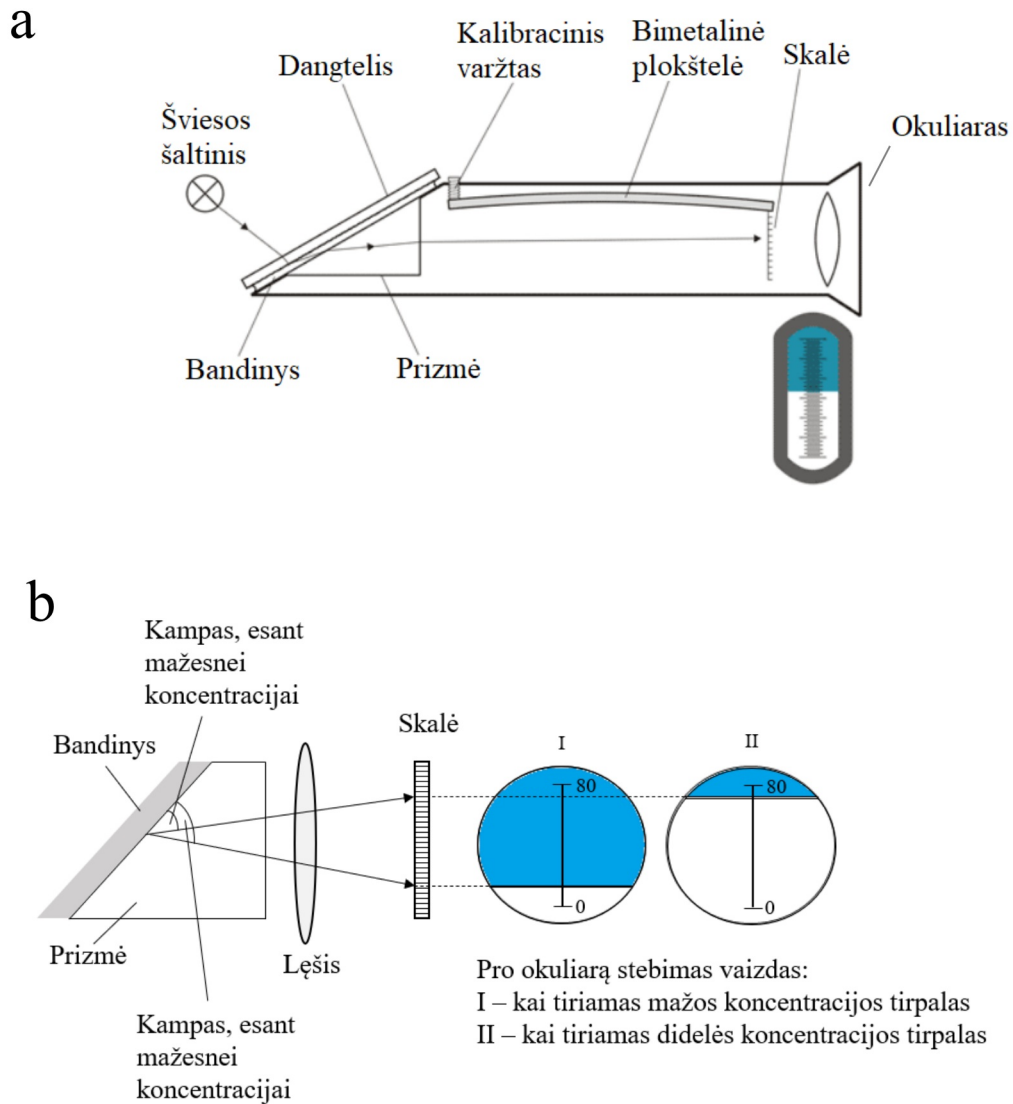 a
Kalibracinis
varžtas
Bimetalinė
plokštelė
Skalė
Dangtelis
Šviesos
šaltinis
Okuliaras
Bandinys
Prizmė
b
Kampas, esant
mažesnei
koncentracijai
Bandinys
Skalė
I
II
80
80
0
0
Prizmė
Lęšis
Kampas, esant
mažesnei
koncentracijai
Pro okuliarą stebimas vaizdas:
I – kai tiriamas mažos koncentracijos tirpalas
II – kai tiriamas didelės koncentracijos tirpalas